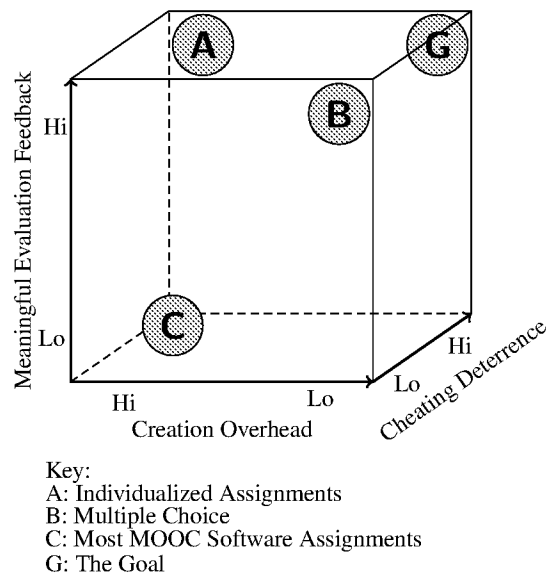 A
G
B
Meaningful Evaluation Feedback
Hi
Lo
C
Hi
Lo
Creation Overhead
Lo
Hi
Cheating Deterrence
Key:
A: Individualized Assignments
B: Multiple Choice
C: Most MOOC Software Assignments
G: The Goal